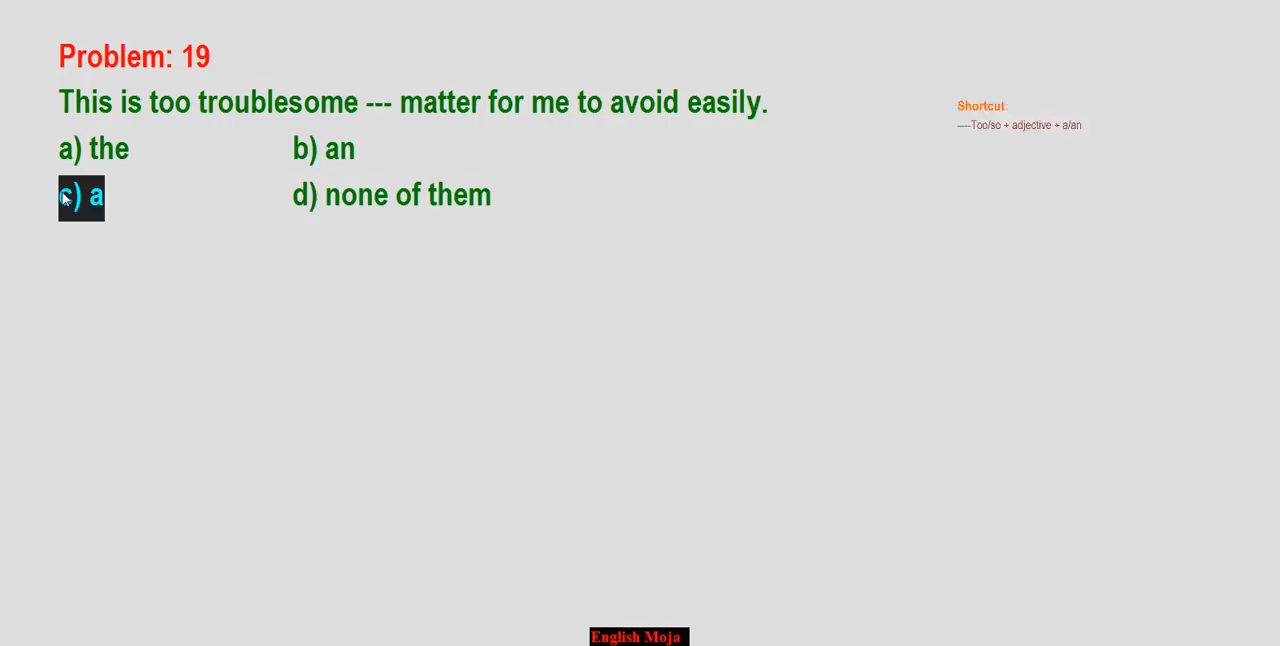 Problem: 19
This is too troublesome --- matter for me to avoid easily.
Shortcut:
----Too/so + adjective + a/an
a) the b) an
c) a d) none of them
English Moja